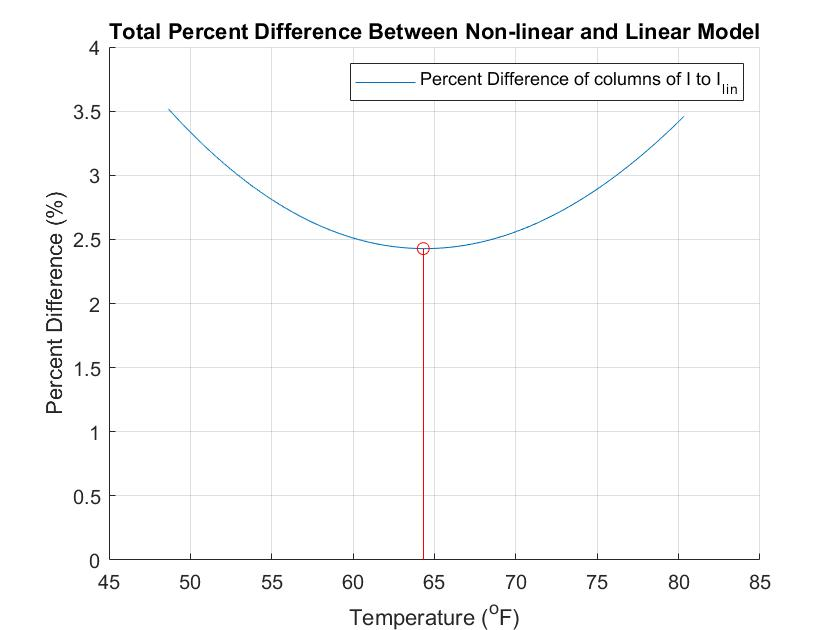 Total Percent Difference Between Non-linear and Linear Model
Percent Difference of columns of I to I_lin
4
3.5
3
2.5
2
1.5
1
0.5
0
Percent Difference (%)
45 50 55 60 65 70 75 80 85
Temperature (oF)